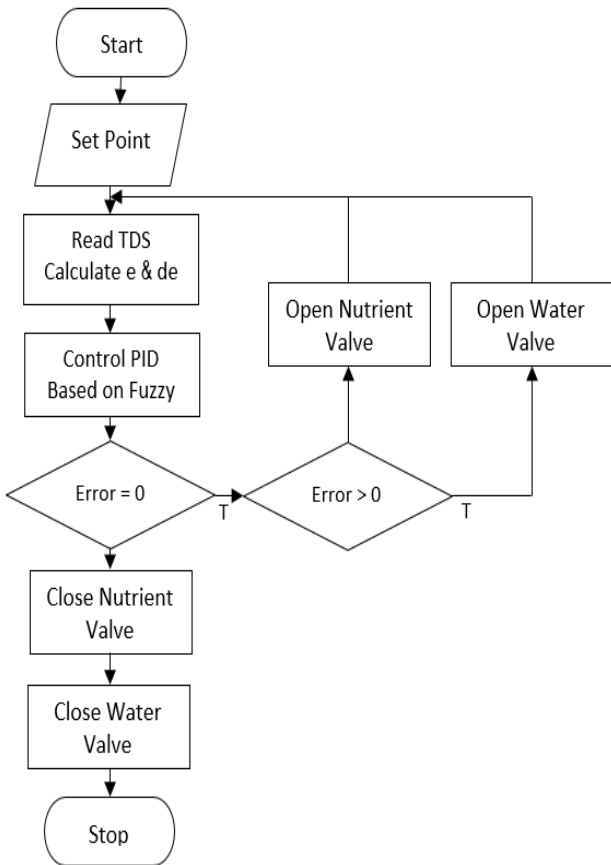 Start
Set Point
Read TDS
Calculate e & de
Open Nutrient
Valve
Open Water
Valve
Control PID
Based on Fuzzy
Error = 0
T
Error > 0
T
Close Nutrient
Valve
Close Water
Valve
Stop